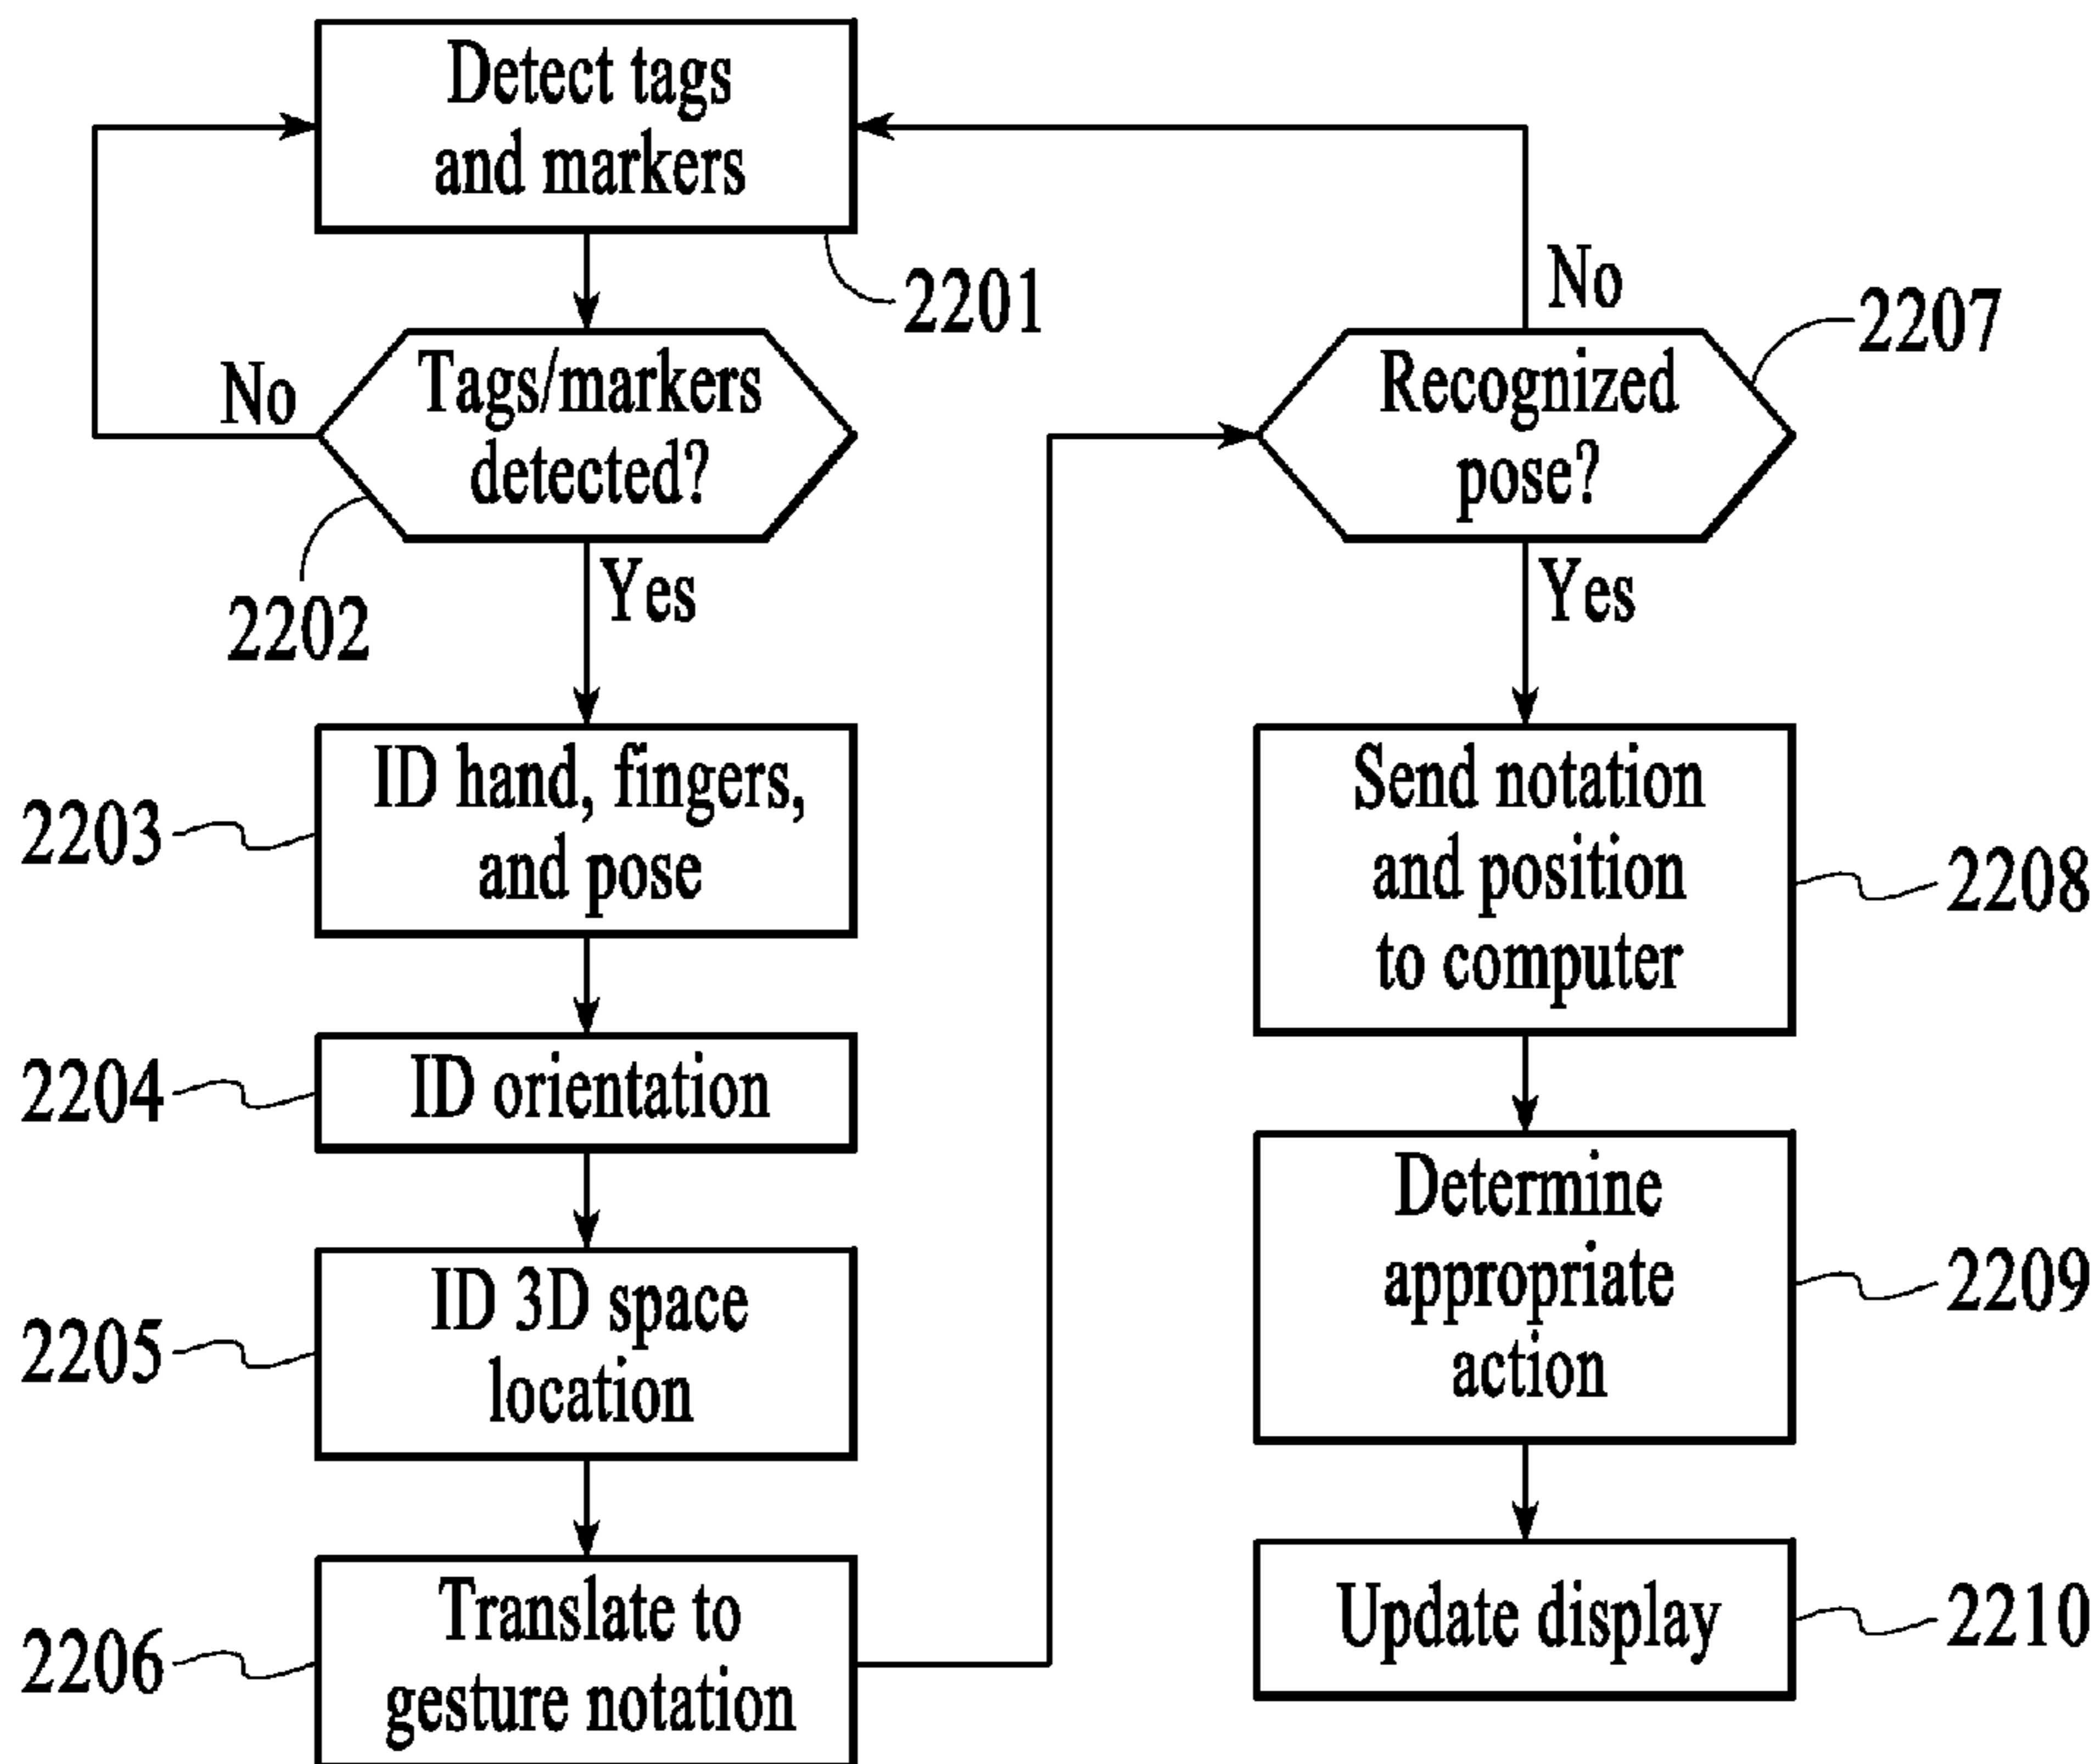 Detect tags
and markers
2201
No
Tags/markers
detected?
2202
Yes
2203
ID hand, fingers,
and pose
2204
ID orientation
2205
ID 3D space
location
2206
Translate to
gesture notation
No
2207
Recognized
pose?
Yes
Send notation
and position
to computer
2208
Determine
appropriate
action
2209
Update display
2210